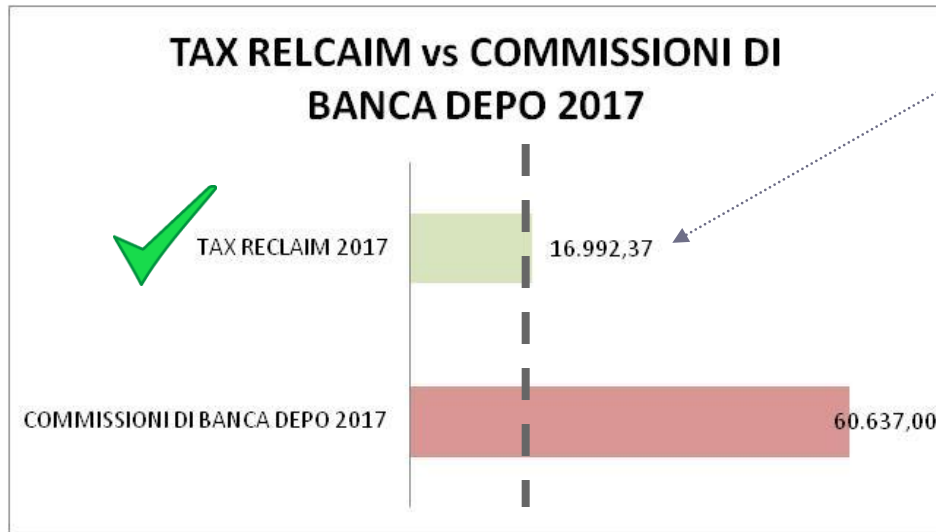 TAX RELCAIM vs COMMISSIONI DI
BANCA DEPO 2017
TAX RECLAIM 2017
16.992,37
COMMISSIONI DI BANCA DEPO 2017
60.637,00